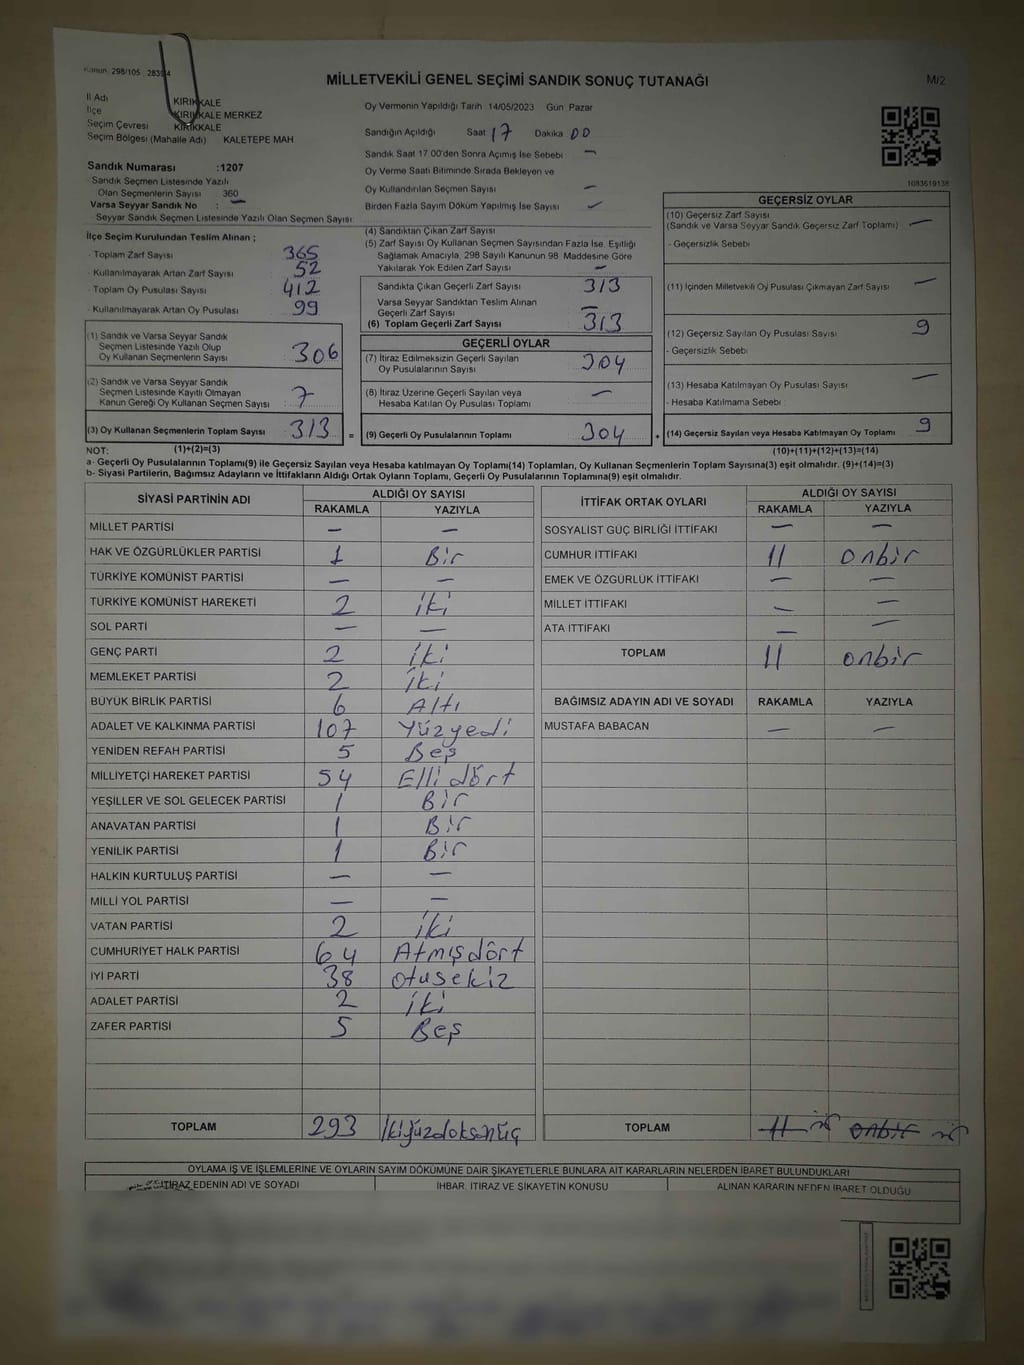 MİLLETVEKİLİ GENEL SEÇİMİ SANDIK SONUÇ TUTANAĞI
M/2
Kanun, 298/105
İl Adı KIRIKKALE
İlçe KIRIKKALE MERKEZ
Seçim Çevresi KIRIKKALE
Seçim Bölgesi (Mahalle Adı) KALETEPE MAH
Sandık Numarası :1207
Sandık Seçmen Listesinde Yazılı
Olan Seçmenlerin Sayısı : 360
Varsa Seyyar Sandık No : —
Seyyar Sandık Seçmen Listesinde Yazılı Olan Seçmen Sayısı:
Oy Vermenin Yapıldığı Tarih 14/05/2023 Gün Pazar
Sandığın Açıldığı Saat 17 Dakika 00
Sandık Saat 17.00'den Sonra Açımış İse Sebebi —
Oy Verme Saati Bitiminde Sırada Bekleyen ve
Oy Kullandırılan Seçmen Sayısı —
Birden Fazla Sayım Döküm Yapılmış İse Sayısı
1083619138
İlçe Seçim Kurulundan Teslim Alınan ;
- Toplam Zarf Sayısı 365
- Kullanılmayarak Artan Zarf Sayısı 52
- Toplam Oy Pusulası Sayısı 412
- Kullanılmayarak Artan Oy Pusulası 99
(1) Sandık ve Varsa Seyyar Sandık
Seçmen Listesinde Yazılı Olup
Oy Kullanan Seçmenlerin Sayısı 306
(2) Sandık ve Varsa Seyyar Sandık
Seçmen Listesinde Kayıtlı Olmayan
Kanun Gereği Oy Kullanan Seçmen Sayısı 7
(3) Oy Kullanan Seçmenlerin Toplam Sayısı 313 =
(4) Sandıktan Çıkan Zarf Sayısı
(5) Zarf Sayısı Oy Kullanan Seçmen Sayısından Fazla İse, Eşitliği
Sağlamak Amacıyla, 298 Sayılı Kanunun 98. Maddesine Göre
Yakılarak Yok Edilen Zarf Sayısı —
Sandıkta Çıkan Geçerli Zarf Sayısı 313
Varsa Seyyar Sandıktan Teslim Alınan
Geçerli Zarf Sayısı —
(6) Toplam Geçerli Zarf Sayısı 313
GEÇERLİ OYLAR
(7) İtiraz Edilmeksizin Geçerli Sayılan
Oy Pusulalarının Sayısı 304
(8) İtiraz Üzerine Geçerli Sayılan veya
Hesaba Katılan Oy Pusulası Toplamı —
(9) Geçerli Oy Pusulalarının Toplamı 304 +
GEÇERSİZ OYLAR
(10) Geçersiz Zarf Sayısı
(Sandık ve Varsa Seyyar Sandık Geçersiz Zarf Toplamı) —
- Geçersizlik Sebebi
(11) İçinden Milletvekili Oy Pusulası Çıkmayan Zarf Sayısı —
(12) Geçersiz Sayılan Oy Pusulası Sayısı 9
- Geçersizlik Sebebi
(13) Hesaba Katılmayan Oy Pusulası Sayısı —
- Hesaba Katılmama Sebebi :
(14) Geçersiz Sayılan veya Hesaba Katılmayan Oy Toplamı 9
NOT: (1)+(2)=(3) (10)+(11)+(12)+(13)=(14)
a- Geçerli Oy Pusulalarının Toplamı(9) ile Geçersiz Sayılan veya Hesaba katılmayan Oy Toplamı(14) Toplamları, Oy Kullanan Seçmenlerin Toplam Sayısına(3) eşit olmalıdır. (9)+(14)=(3)
b- Siyasi Partilerin, Bağımsız Adayların ve İttifakların Aldığı Ortak Oyların Toplamı, Geçerli Oy Pusulalarının Toplamına(9) eşit olmalıdır.
SİYASİ PARTİNİN ADI ALDIĞI OY SAYISI
RAKAMLA YAZIYLA
MİLLET PARTİSİ — —
HAK VE ÖZGÜRLÜKLER PARTİSİ 1 Bir
TÜRKİYE KOMÜNİST PARTİSİ — —
TÜRKİYE KOMÜNİST HAREKETİ 2 iki
SOL PARTİ — —
GENÇ PARTİ 2 iki
MEMLEKET PARTİSİ 2 iki
BÜYÜK BİRLİK PARTİSİ 6 Altı
ADALET VE KALKINMA PARTİSİ 107 Yüzyedi
YENİDEN REFAH PARTİSİ 5 Beş
MİLLİYETÇİ HAREKET PARTİSİ 54 Elli dört
YEŞİLLER VE SOL GELECEK PARTİSİ 1 Bir
ANAVATAN PARTİSİ 1 Bir
YENİLİK PARTİSİ 1 Bir
HALKIN KURTULUŞ PARTİSİ — —
MİLLİ YOL PARTİSİ — —
VATAN PARTİSİ 2 iki
CUMHURİYET HALK PARTİSİ 64 Atmışdört
İYİ PARTİ 38 otusekiz
ADALET PARTİSİ 2 iki
ZAFER PARTİSİ 5 Beş
TOPLAM 293 ikiyüzdoksanüç
İTTİFAK ORTAK OYLARI ALDIĞI OY SAYISI
RAKAMLA YAZIYLA
SOSYALİST GÜÇ BİRLİĞİ İTTİFAKI — —
CUMHUR İTTİFAKI 11 onbir
EMEK VE ÖZGÜRLÜK İTTİFAKI — —
MİLLET İTTİFAKI — —
ATA İTTİFAKI — —
TOPLAM 11 onbir
BAĞIMSIZ ADAYIN ADI VE SOYADI RAKAMLA YAZIYLA
MUSTAFA BABACAN — —
TOPLAM 11 onbir
OYLAMA İŞ VE İŞLEMLERİNE VE OYLARIN SAYIM DÖKÜMÜNE DAİR ŞİKAYETLERLE BUNLARA AİT KARARLARIN NELERDEN İBARET BULUNDUKLARI
İTİRAZ EDENİN ADI VE SOYADI İHBAR, İTİRAZ VE ŞİKAYETİN KONUSU ALINAN KARARIN NEDEN İBARET OLDUĞU